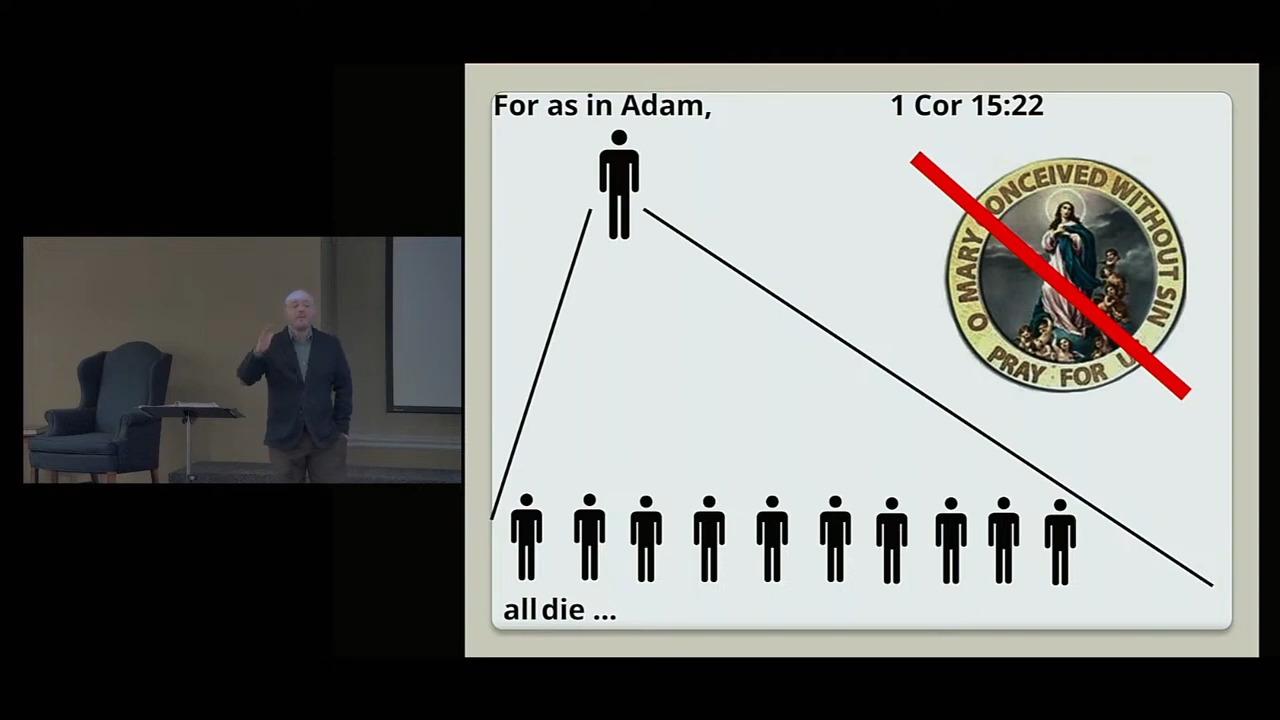 For as in Adam,
1 Cor 15:22
O MARY CONCEIVED WITHOUT SIN
PRAY FOR
all die ...